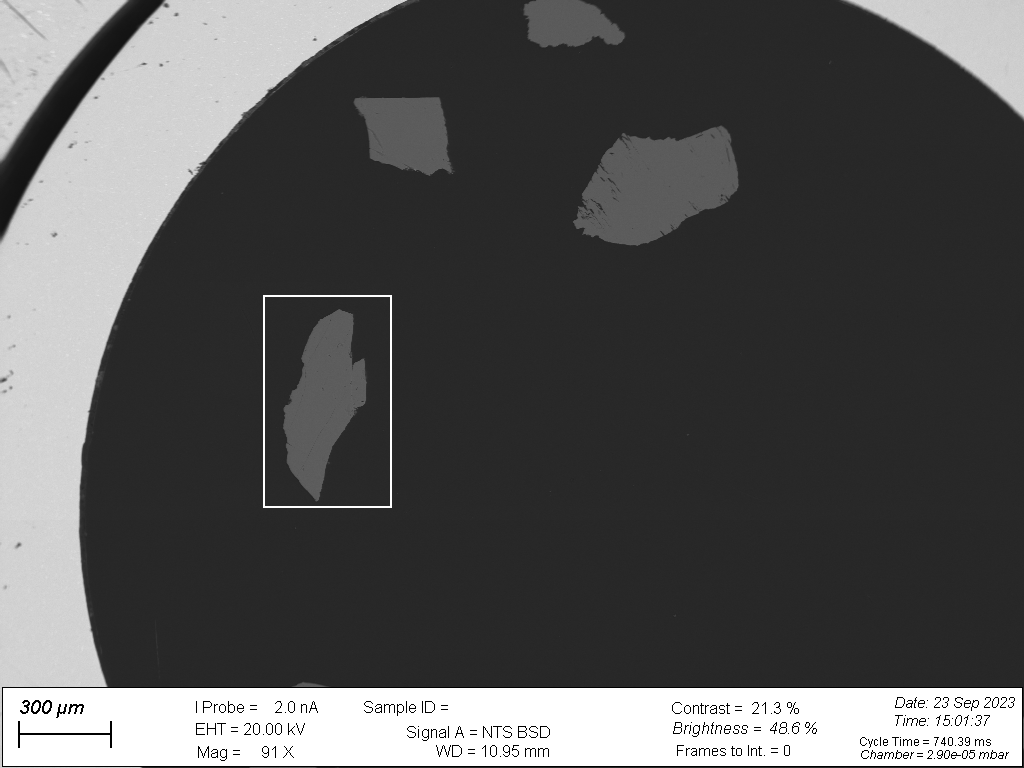 300 µm
I Probe = 2.0 nA
EHT = 20.00 kV
Mag = 91 X
Sample ID =
Signal A = NTS BSD
WD = 10.95 mm
Contrast = 21.3 %
Brightness = 48.6 %
Frames to Int. = 0
Date: 23 Sep 2023
Time: 15:01:37
Cycle Time = 740.39 ms
Chamber = 2.90e-05 mbar